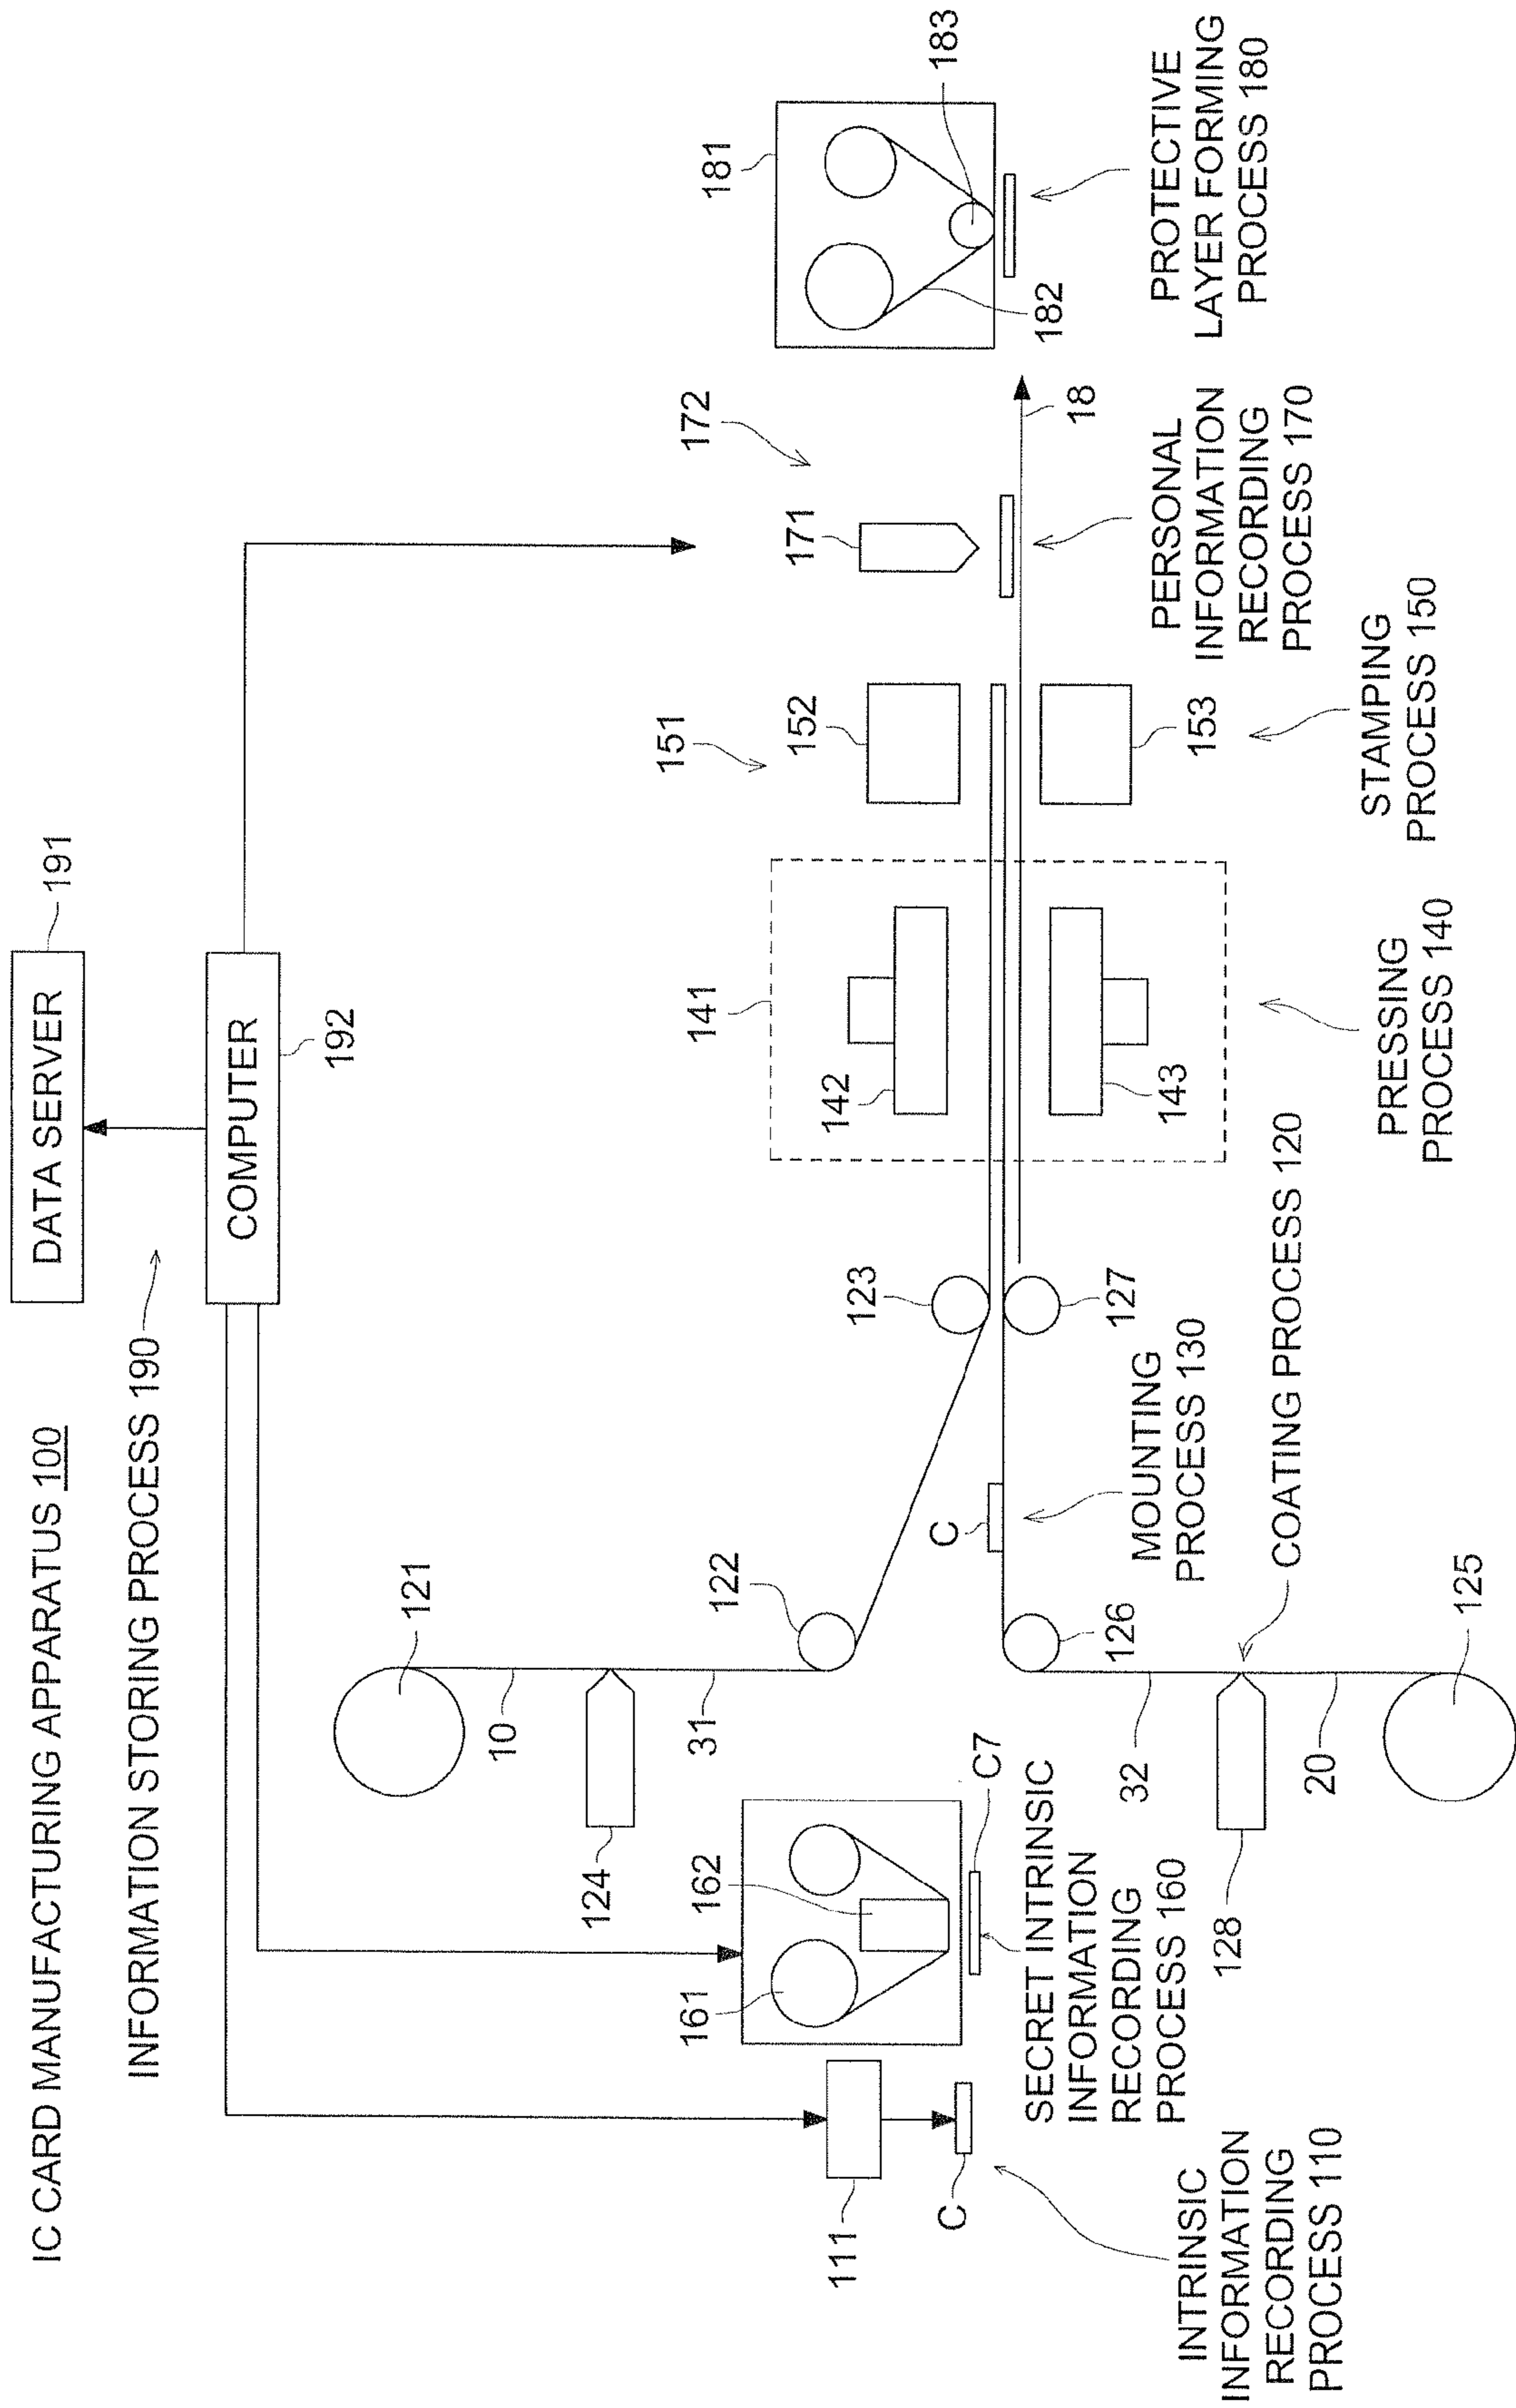 IC CARD MANUFACTURING APPARATUS 100
INFORMATION STORING PROCESS 190
DATA SERVER
191
COMPUTER
192
121
10
124
31
122
123
161
162
C7
SECRET INTRINSIC
INFORMATION
RECORDING
PROCESS 160
111
C
INTRINSIC
INFORMATION
RECORDING
PROCESS 110
C
MOUNTING
PROCESS 130
126
127
32
128
20
125
COATING PROCESS 120
141
142
143
PRESSING
PROCESS 140
151
152
153
STAMPING
PROCESS 150
172
171
18
PERSONAL
INFORMATION
RECORDING
PROCESS 170
181
182
183
PROTECTIVE
LAYER FORMING
PROCESS 180